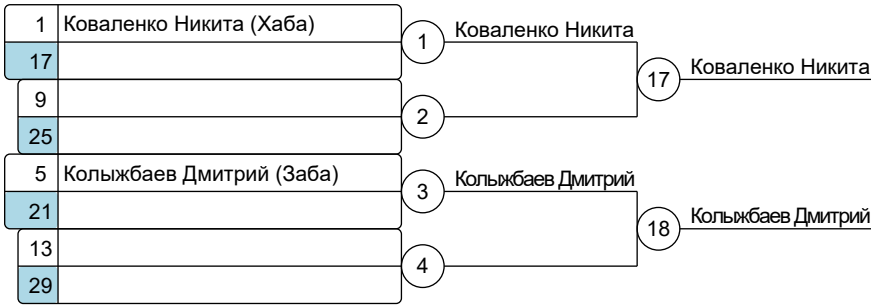 1 Коваленко Никита (Хаба)
17
1 Коваленко Никита
9
25
2
17 Коваленко Никита
5 Колыжбаев Дмитрий (Заба)
21
3 Колыжбаев Дмитрий
13
29
4
18 Колыжбаев Дмитрий